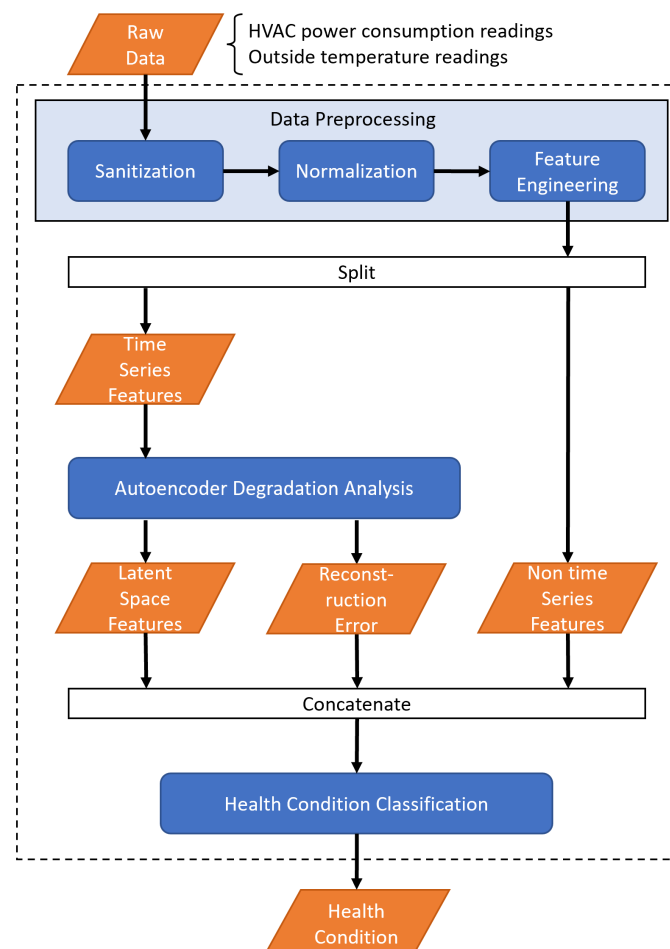 Raw
Data
HVAC power consumption readings
Outside temperature readings
Data Preprocessing
Sanitization
Normalization
Feature
Engineering
Split
Time
Series
Features
Autoencoder Degradation Analysis
Latent
Space
Features
Reconst-
ruction
Error
Non time
Series
Features
Concatenate
Health Condition Classification
Health
Condition